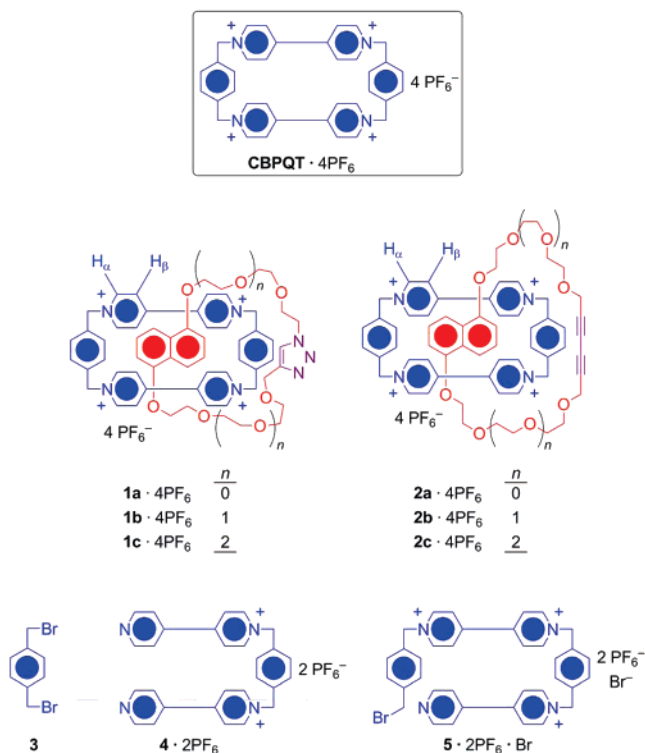 + +
N N
4 PF₆⁻
N N
+ +
CBPQT · 4PF₆
Hα Hβ
+ +
N N
O O n O
O
N
N
N
O O O O
n
N N
+ +
4 PF₆⁻
Hα Hβ
+ +
N N
O O n O
O O
O
O O O O
n
N N
+ +
4 PF₆⁻
n
1a · 4PF₆ 0
1b · 4PF₆ 1
1c · 4PF₆ 2
n
2a · 4PF₆ 0
2b · 4PF₆ 1
2c · 4PF₆ 2
Br
Br
3
N N +
2 PF₆⁻
N N +
4 · 2PF₆
+ +
N N
2 PF₆⁻
Br⁻
Br N N +
5 · 2PF₆ · Br